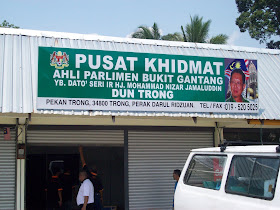 PUSAT KHIDMAT
AHLI PARLIMEN BUKIT GANTANG
YB. DATO' SERI IR HJ. MOHAMMAD NIZAR JAMALUDDIN
DUN TRONG
PEKAN TRONG, 34800 TRONG, PERAK DARUL RIDZUAN. TEL/FAX : 019 - 520 5025